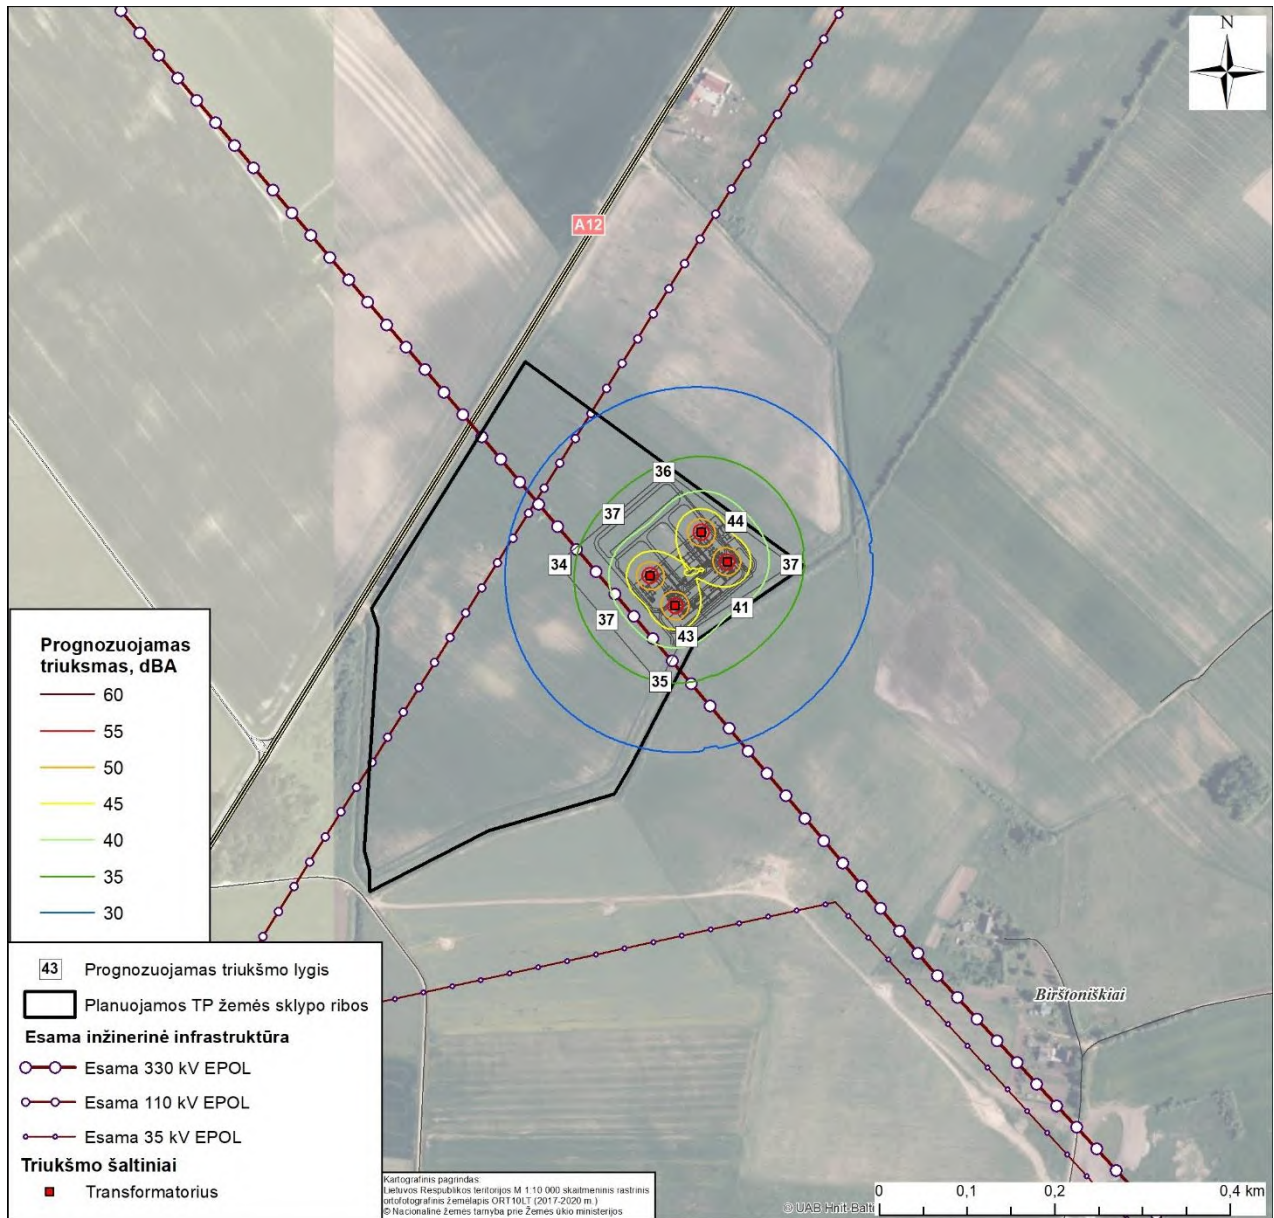 N
A12
36
37
44
34
37
41
37
43
35
Prognozuojamas
triuksmas, dBA
60
55
50
45
40
35
30
43 Prognozuojamas triukšmo lygis
Planuojamos TP žemės sklypo ribos
Esama inžinerinė infrastruktūra
Esama 330 kV EPOL
Esama 110 kV EPOL
Esama 35 kV EPOL
Triukšmo šaltiniai
Transformatorius
Birštoniškiai
Kartografinis pagrindas:
Lietuvos Respublikos teritorijos M 1:10 000 skaitmeninis rastrinis
ortofotografinis žemėlapis ORT10LT (2017-2020 m.)
© Nacionalinė žemės tarnyba prie Žemės ūkio ministerijos
© UAB Hnit-Balt
0 0,1 0,2 0,4 km